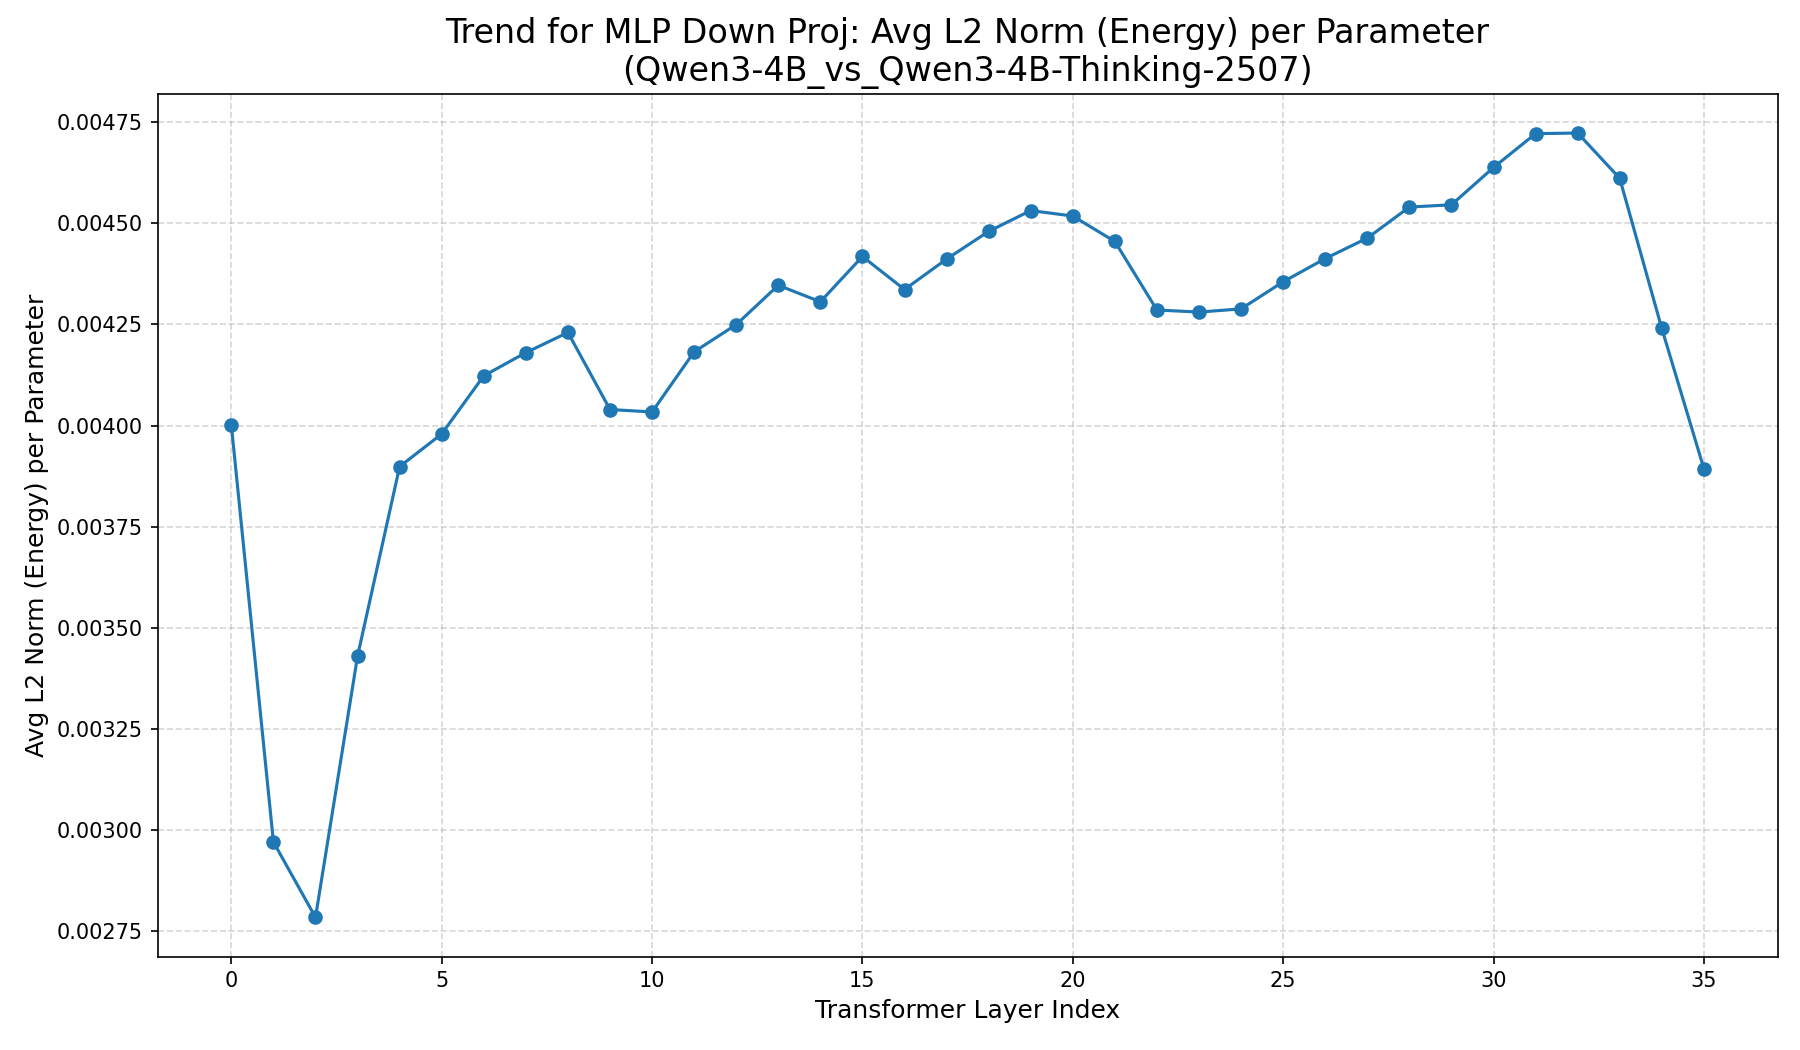 Trend for MLP Down Proj: Avg L2 Norm (Energy) per Parameter
(Qwen3-4B_vs_Qwen3-4B-Thinking-2507)
Avg L2 Norm (Energy) per Parameter
0.00475
0.00450
0.00425
0.00400
0.00375
0.00350
0.00325
0.00300
0.00275
0 5 10 15 20 25 30 35
Transformer Layer Index